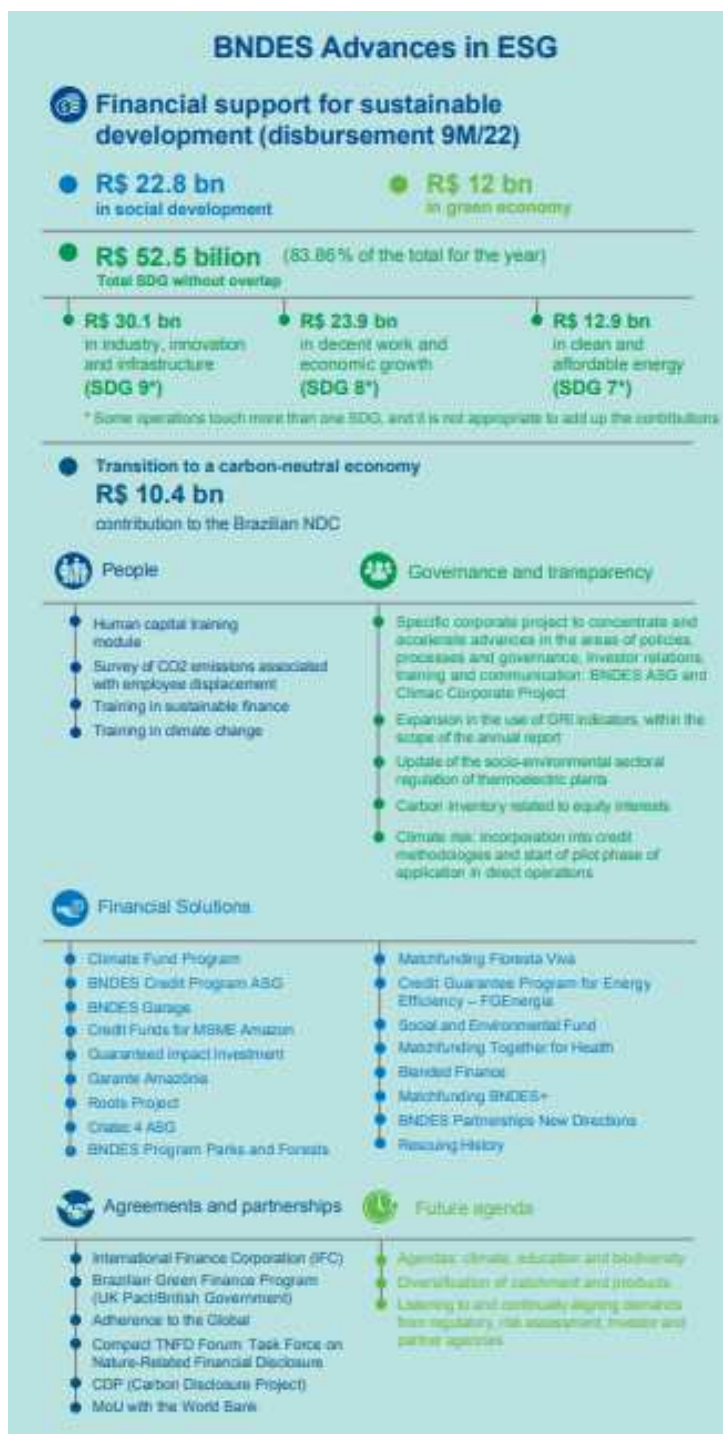 BNDES Advances in ESG
Financial support for sustainable
development (disbursement 9M/22)
R$ 22.8 bn
in social development
R$ 12 bn
in green economy
R$ 52.5 bilion (83.86% of the total for the year)
Total SDG without overlap
R$ 30.1 bn
in industry, innovation
and infrastructure
(SDG 9*)
R$ 23.9 bn
in decent work and
economic growth
(SDG 8*)
R$ 12.9 bn
in clean and
affordable energy
(SDG 7*)
* Some operations touch more than one SDG, and it is not appropriate to add up the contributions
Transition to a carbon-neutral economy
R$ 10.4 bn
contribution to the Brazilian NDC
People
Human capital training
module
Survey of CO2 emissions associated
with employee displacement
Training in sustainable finance
Training in climate change
Governance and transparency
Specific corporate project to concentrate and
accelerate advances in the areas of policies,
processes and governance, investor relations,
training and communication: BNDES ASG and
Climac Corporate Project
Expansion in the use of GRI indicators, within the
scope of the annual report
Update of the socio-environmental sectoral
regulation of thermoelectric plants
Carbon inventory related to equity interests
Climate risk: incorporation into credit
methodologies and start of pilot phase of
application in direct operations
Financial Solutions
Climate Fund Program
BNDES Credit Program ASG
BNDES Garage
Credit Funds for MSME Amazon
Guaranteed Impact Investment
Garante Amazônia
Roots Project
Criatec 4 ASG
BNDES Program Parks and Forests
Matchfunding Floresta Viva
Credit Guarantee Program for Energy
Efficiency – FGEnergia
Social and Environmental Fund
Matchfunding Together for Health
Blended Finance
Matchfunding BNDES+
BNDES Partnerships New Directions
Rescuing History
Agreements and partnerships
International Finance Corporation (IFC)
Brazilian Green Finance Program
(UK Pact/British Government)
Adherence to the Global
Compact TNFD Forum: Task Force on
Nature-Related Financial Disclosure
CDP (Carbon Disclosure Project)
MoU with the World Bank
Future agenda
Agendas: climate, education and biodiversity
Diversification of catchment and products
Listening to and continually aligning demands
from regulatory, risk assessment, investor and
partner agencies